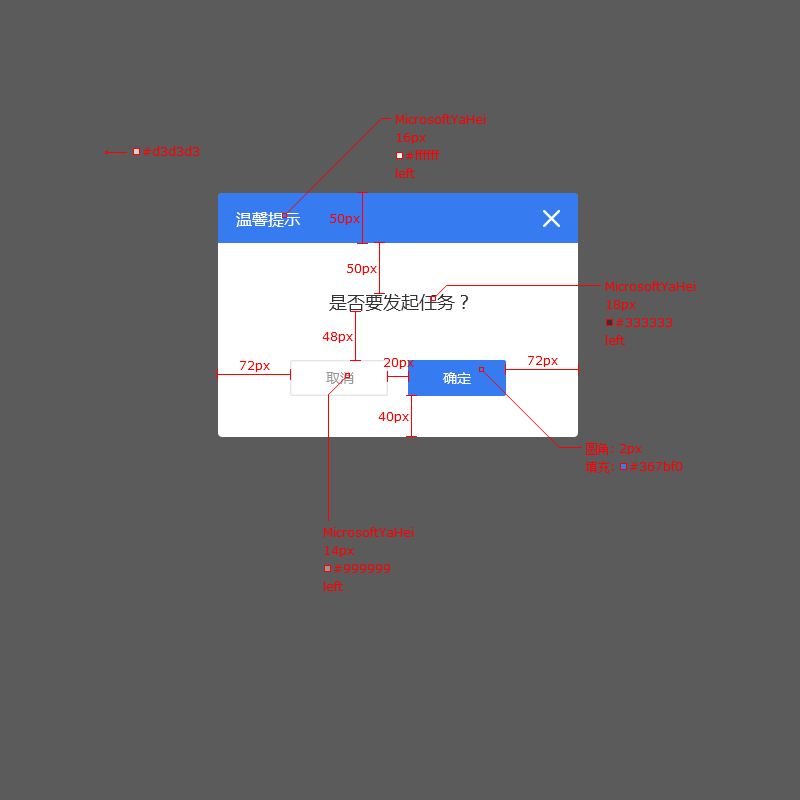 MicrosoftYaHei
16px
#ffffff
left
#d3d3d3
温馨提示
50px
50px
MicrosoftYaHei
18px
#333333
left
是否要发起任务？
48px
72px
20px
72px
取消
确定
40px
圆角: 2px
填充: #367bf0
MicrosoftYaHei
14px
#999999
left